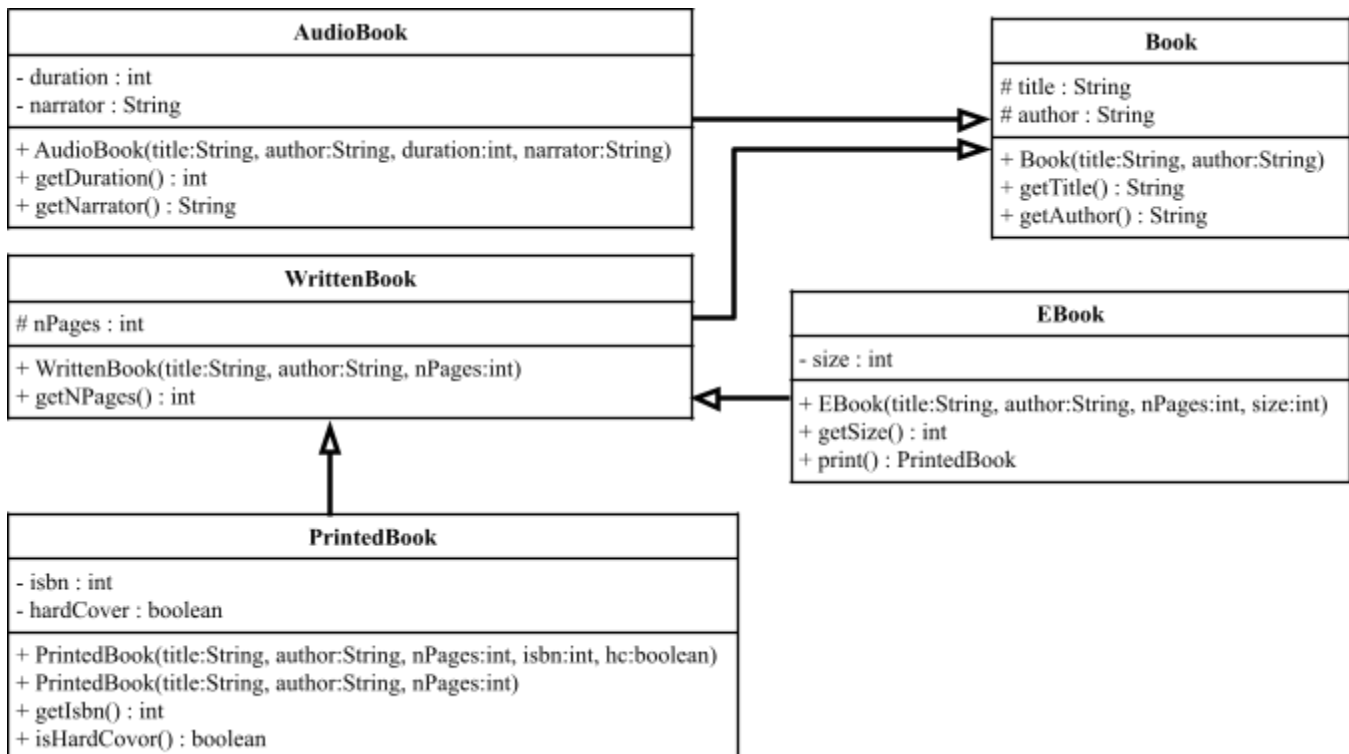 AudioBook
- duration : int
- narrator : String
+ AudioBook(title:String, author:String, duration:int, narrator:String)
+ getDuration() : int
+ getNarrator() : String
Book
# title : String
# author : String
+ Book(title:String, author:String)
+ getTitle() : String
+ getAuthor() : String
WrittenBook
# nPages : int
+ WrittenBook(title:String, author:String, nPages:int)
+ getNPages() : int
EBook
- size : int
+ EBook(title:String, author:String, nPages:int, size:int)
+ getSize() : int
+ print() : PrintedBook
PrintedBook
- isbn : int
- hardCover : boolean
+ PrintedBook(title:String, author:String, nPages:int, isbn:int, hc:boolean)
+ PrintedBook(title:String, author:String, nPages:int)
+ getIsbn() : int
+ isHardCovor() : boolean